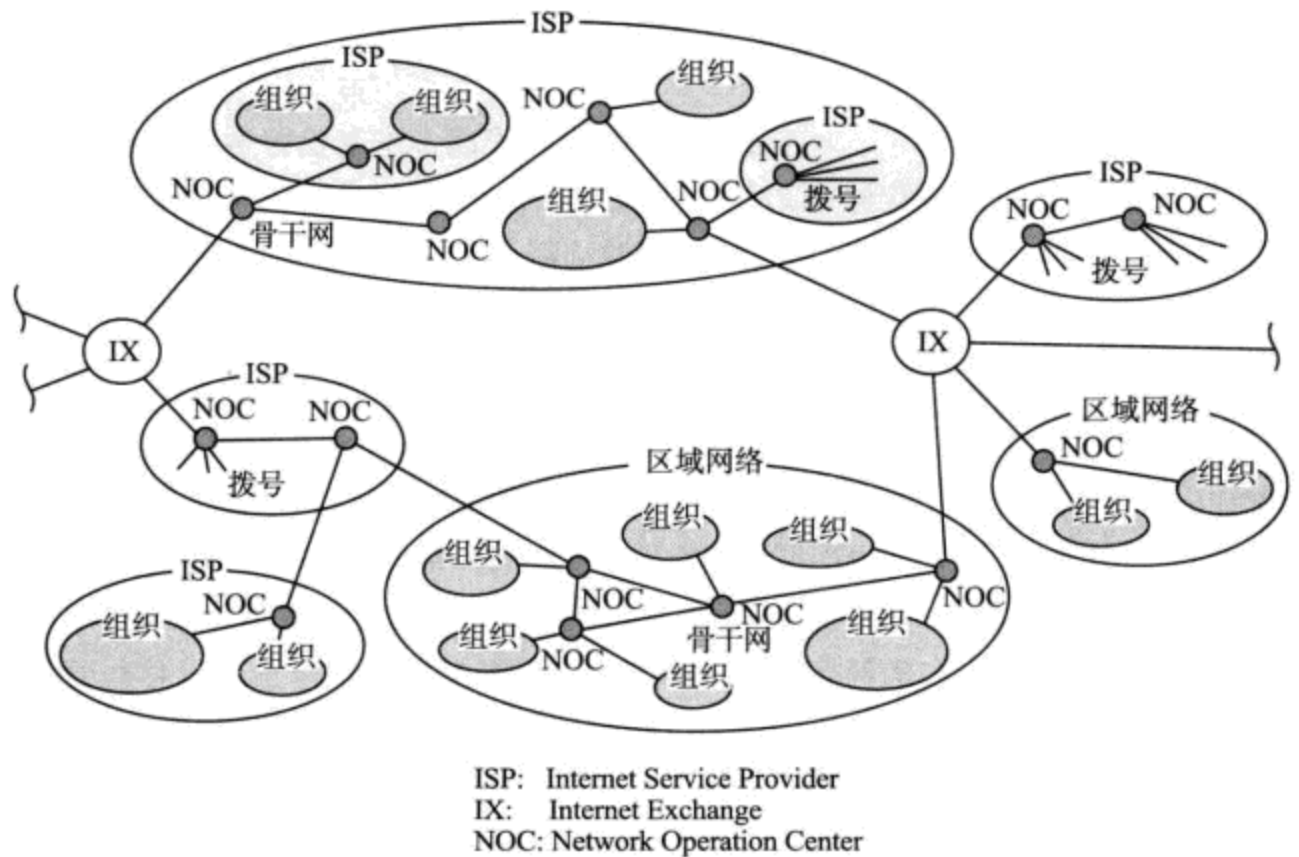 ISP
ISP
组织
组织
NOC
NOC
组织
ISP
NOC
拨号
NOC
组织
NOC
骨干网
NOC
ISP
NOC
NOC
拨号
IX
IX
ISP
NOC
NOC
拨号
区域网络
NOC
组织
组织
区域网络
组织
组织
组织
NOC
NOC
骨干网
NOC
组织
NOC
组织
组织
ISP
NOC
组织
组织
ISP: Internet Service Provider
IX: Internet Exchange
NOC: Network Operation Center